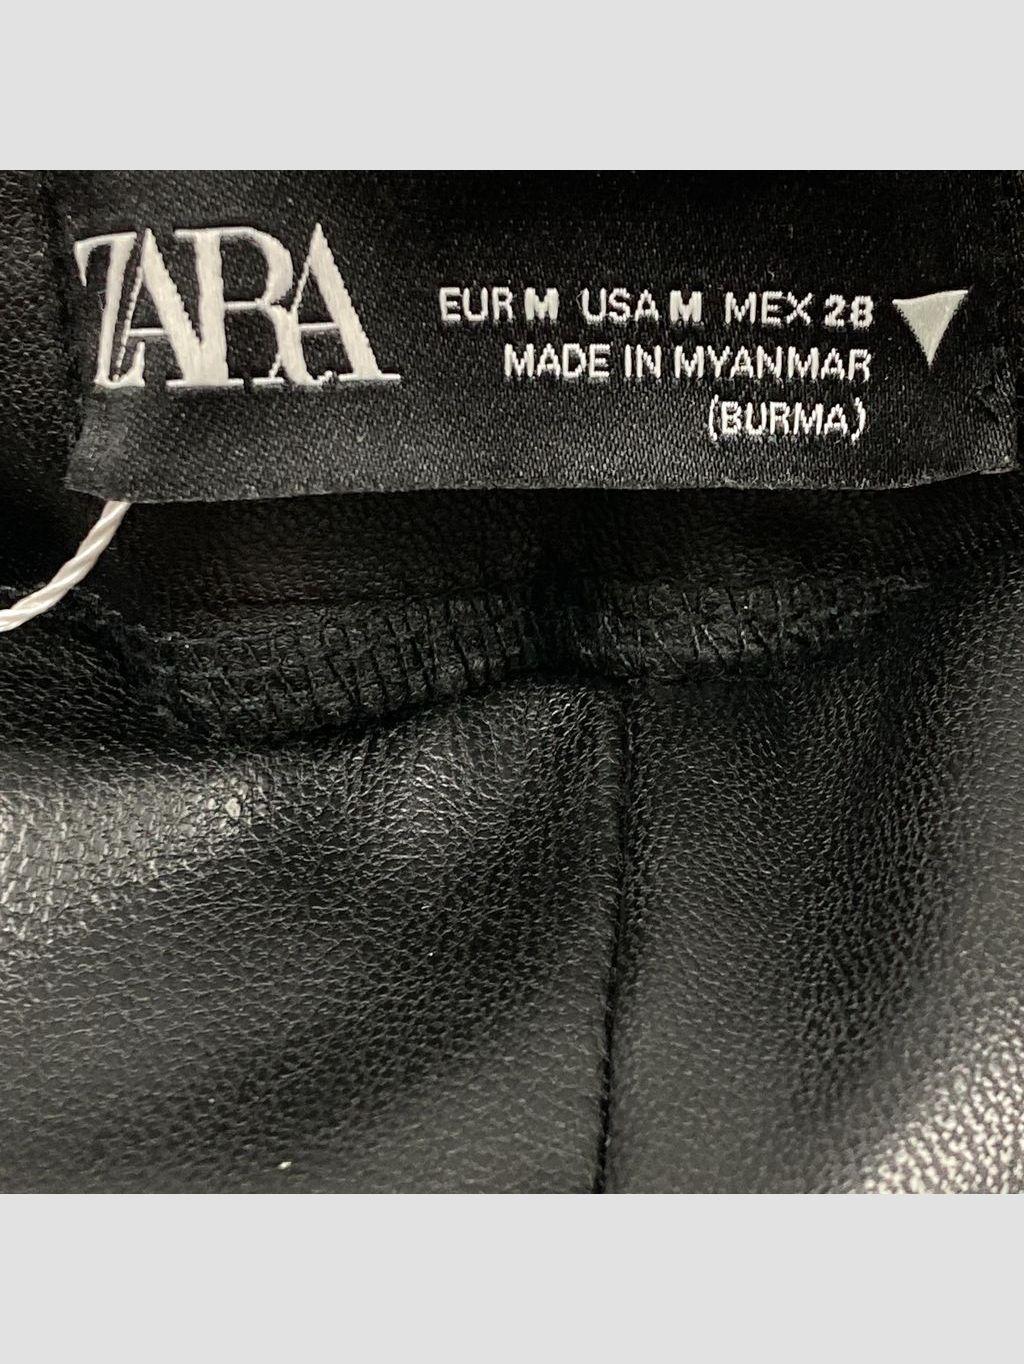 ZARA
EUR M USA M MEX 28
MADE IN MYANMAR
(BURMA)